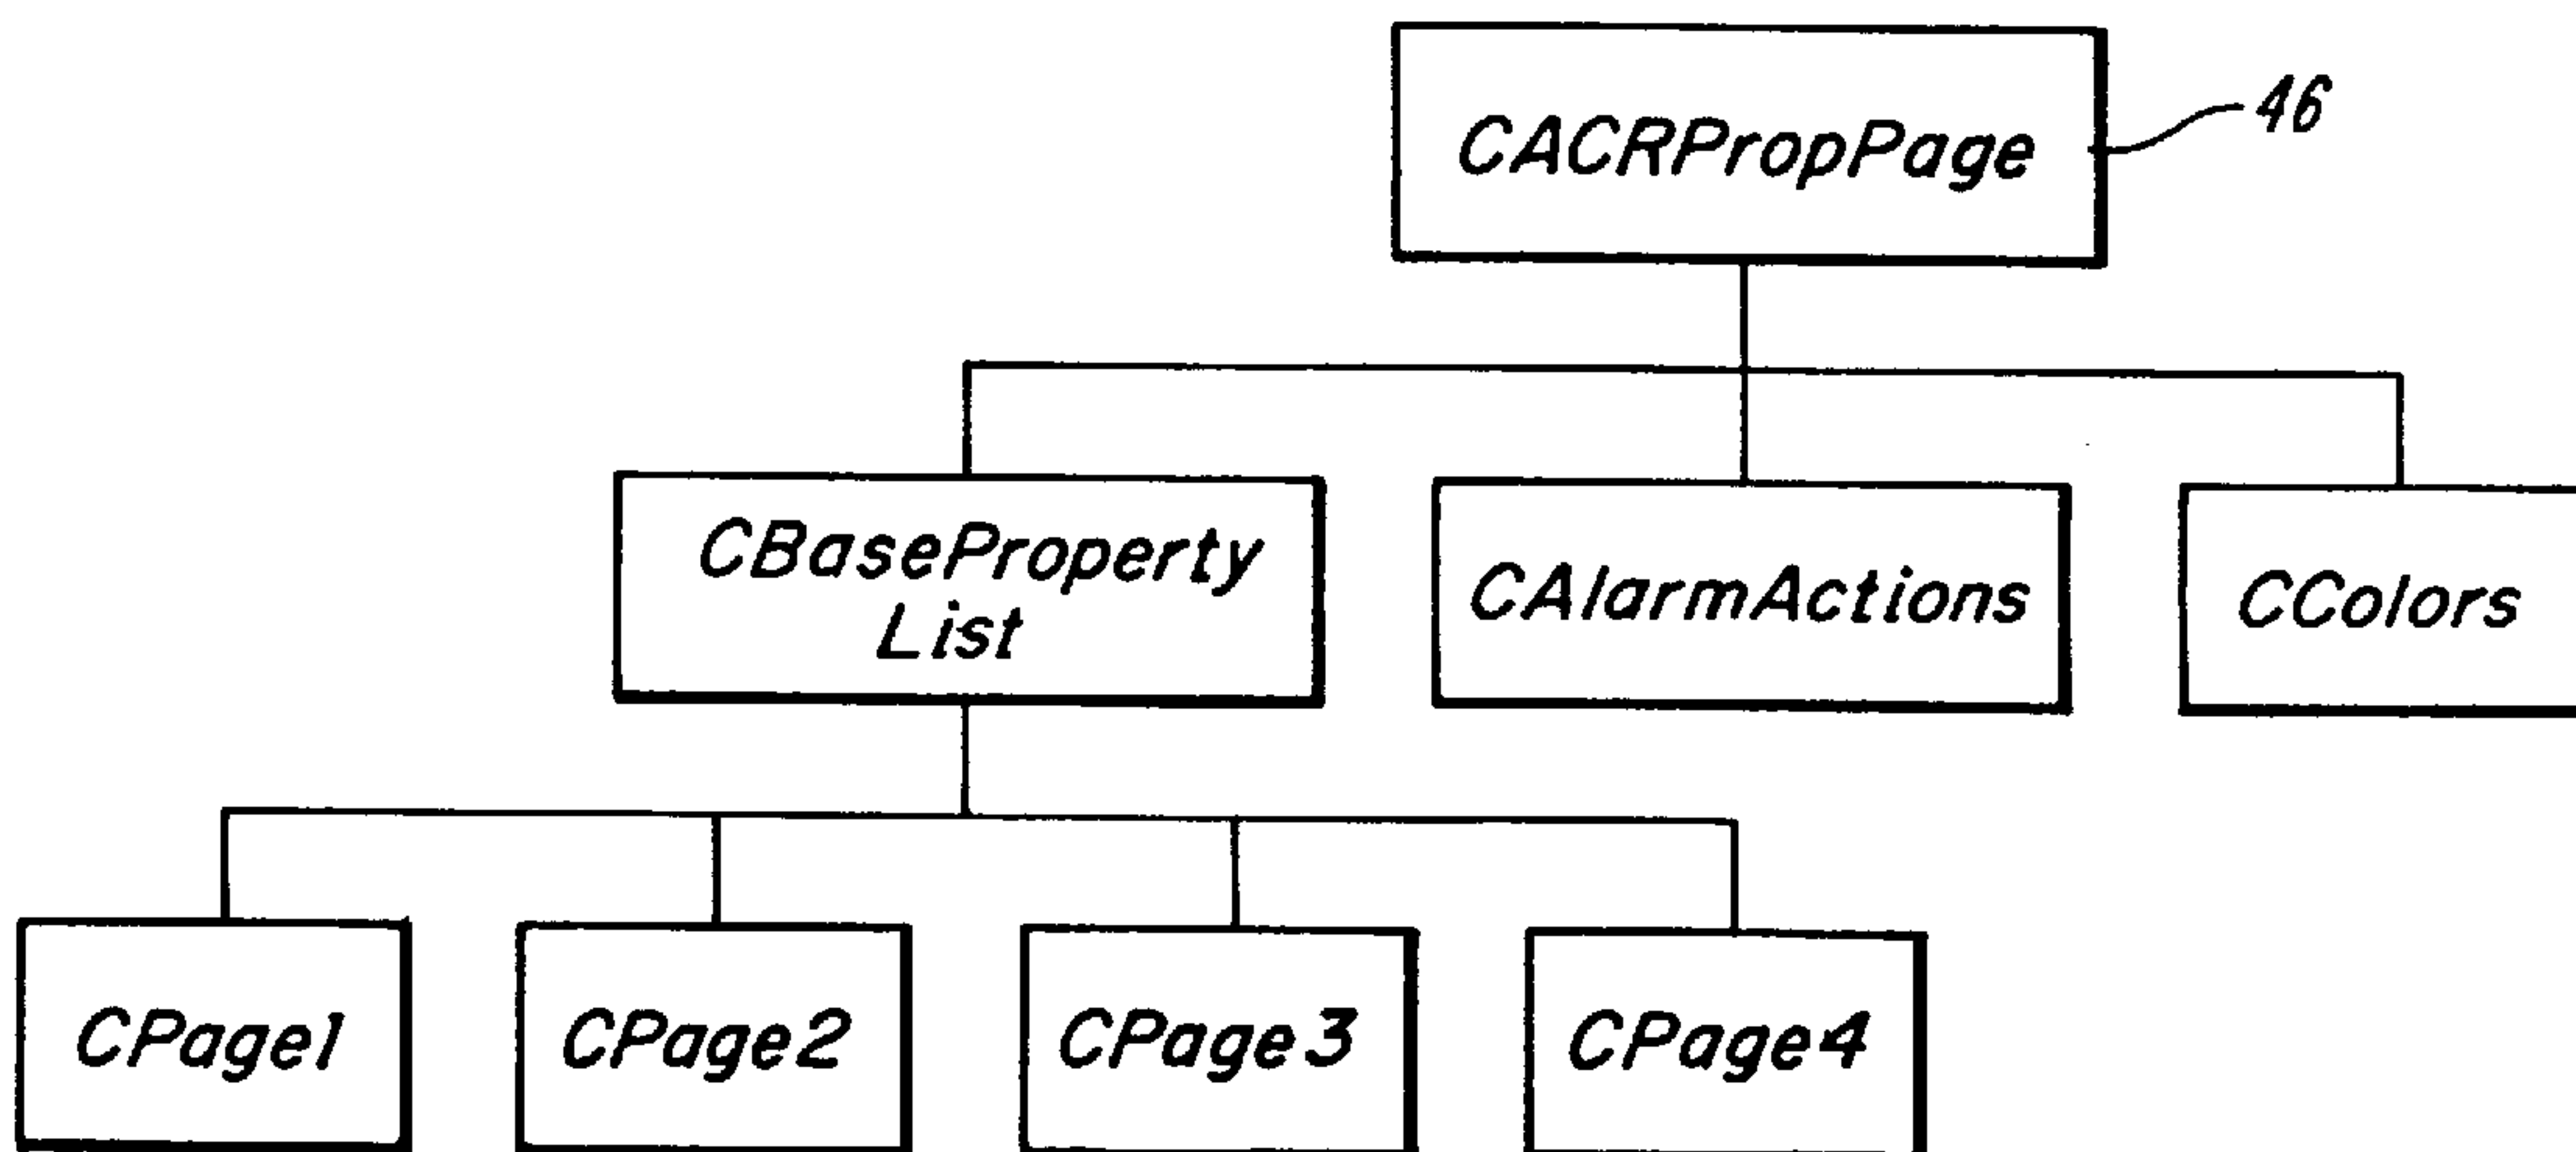 CACRPropPage
46
CBaseProperty
List
CAlarmActions
CColors
CPage1
CPage2
CPage3
CPage4